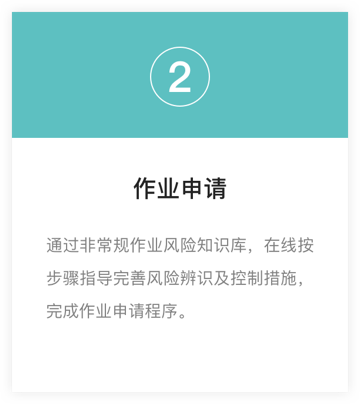 2
作业申请
通过非常规作业风险知识库，在线按
步骤指导完善风险辨识及控制措施，
完成作业申请程序。